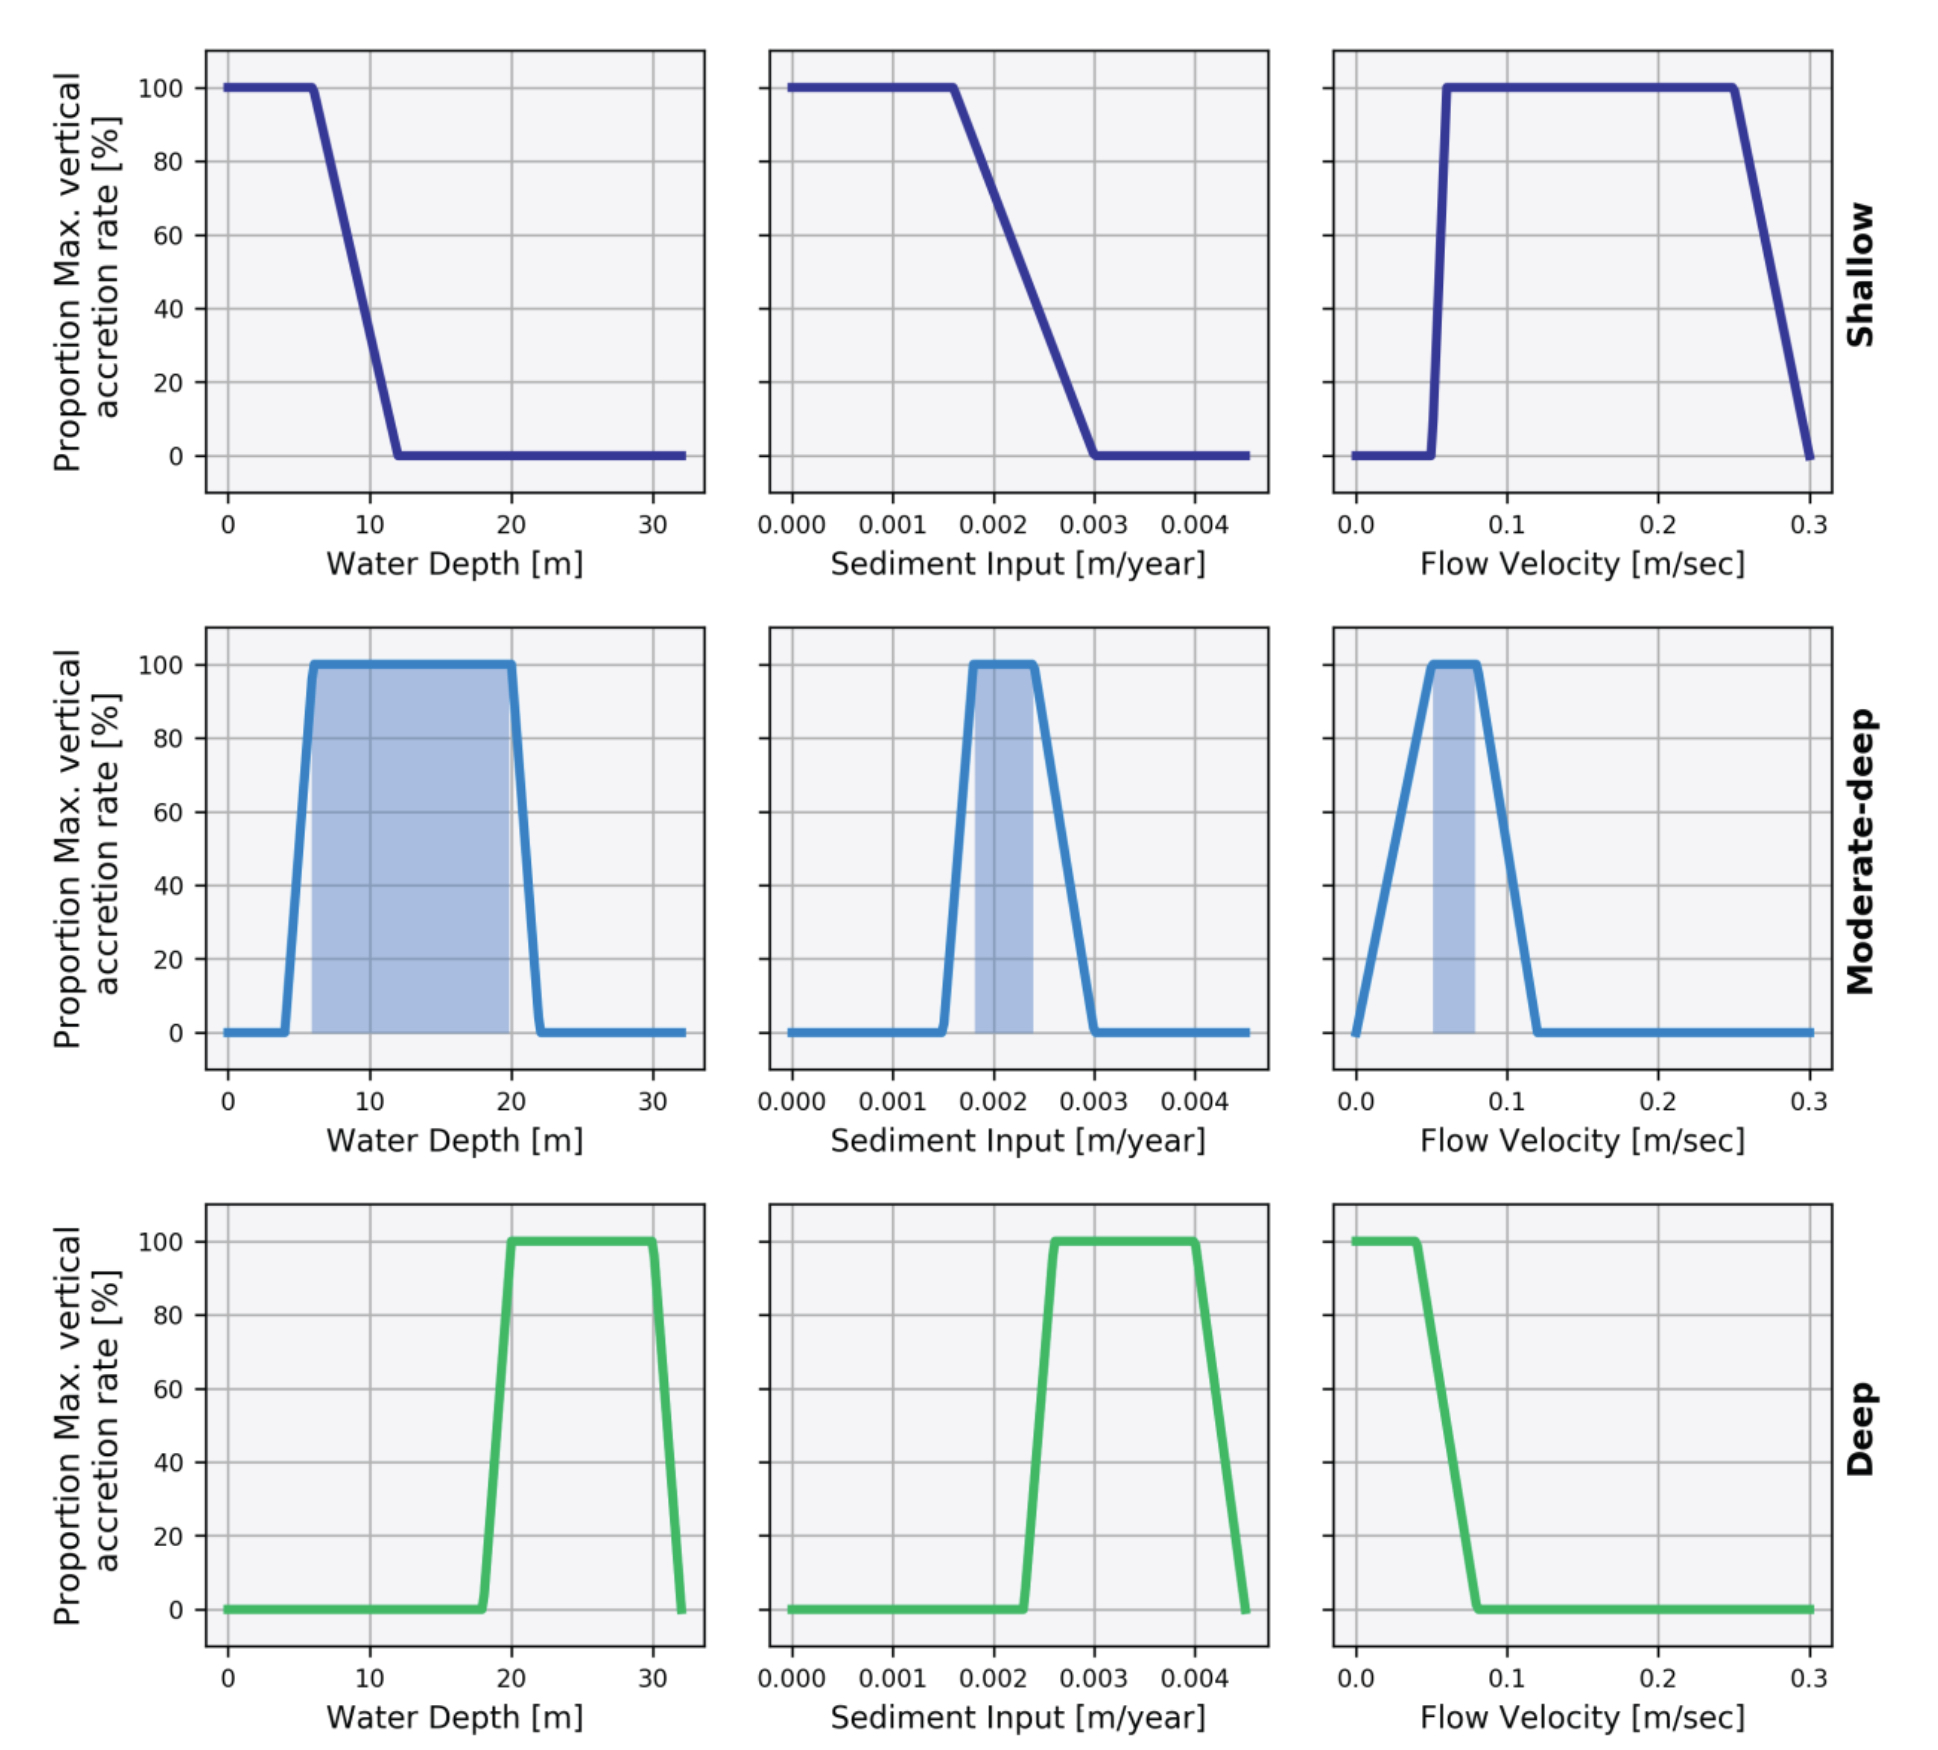 Proportion Max. vertical
accretion rate [%]
100
80
60
40
20
0
0 10 20 30
Water Depth [m]
0.000 0.001 0.002 0.003 0.004
Sediment Input [m/year]
0.0 0.1 0.2 0.3
Flow Velocity [m/sec]
Shallow
Proportion Max. vertical
accretion rate [%]
100
80
60
40
20
0
0 10 20 30
Water Depth [m]
0.000 0.001 0.002 0.003 0.004
Sediment Input [m/year]
0.0 0.1 0.2 0.3
Flow Velocity [m/sec]
Moderate-deep
Proportion Max. vertical
accretion rate [%]
100
80
60
40
20
0
0 10 20 30
Water Depth [m]
0.000 0.001 0.002 0.003 0.004
Sediment Input [m/year]
0.0 0.1 0.2 0.3
Flow Velocity [m/sec]
Deep